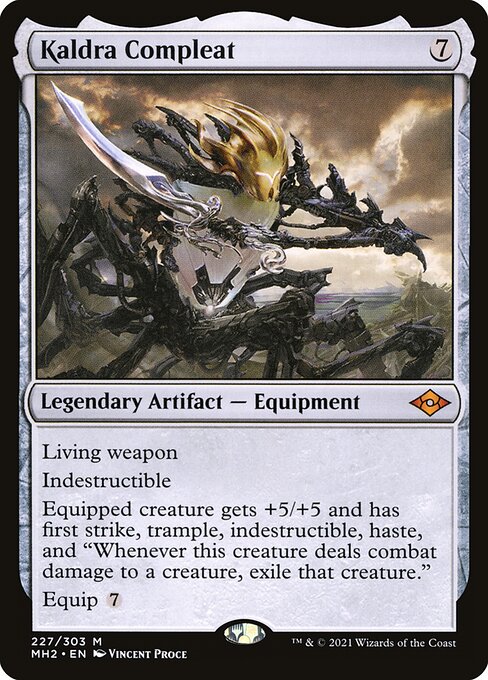 Kaldra Compleat 7
Legendary Artifact — Equipment
Living weapon
Indestructible
Equipped creature gets +5/+5 and has
first strike, trample, indestructible, haste,
and “Whenever this creature deals combat
damage to a creature, exile that creature.”
Equip 7
227/303 M
MH2 • EN Vincent Proce
™ & © 2021 Wizards of the Coast